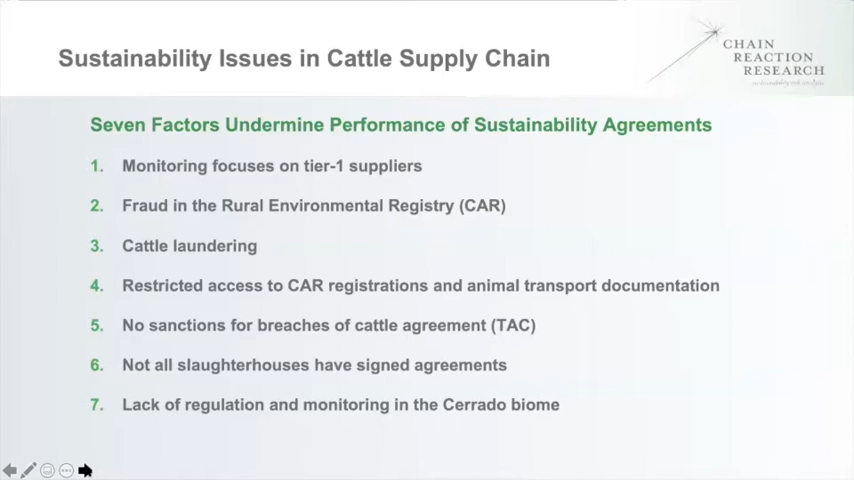 Sustainability Issues in Cattle Supply Chain
CHAIN
REACTION
RESEARCH
sustainability risk analysis
Seven Factors Undermine Performance of Sustainability Agreements
1. Monitoring focuses on tier-1 suppliers
2. Fraud in the Rural Environmental Registry (CAR)
3. Cattle laundering
4. Restricted access to CAR registrations and animal transport documentation
5. No sanctions for breaches of cattle agreement (TAC)
6. Not all slaughterhouses have signed agreements
7. Lack of regulation and monitoring in the Cerrado biome